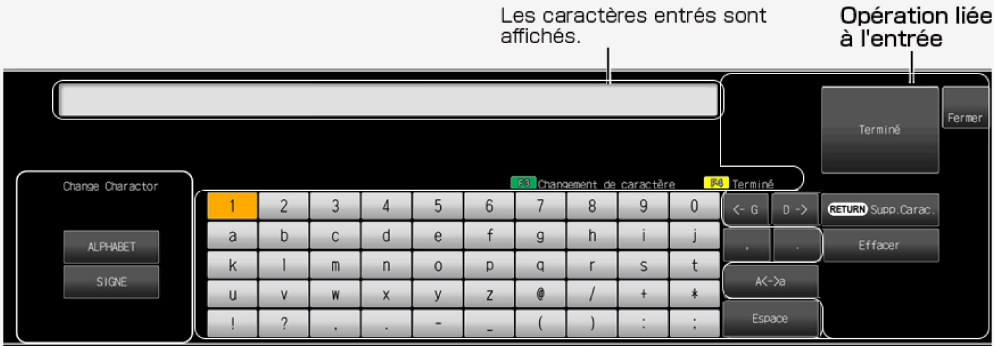 Les caractères entrés sont
affichés.
Opération liée
à l'entrée
Terminé
Fermer
Change Charactor
F3 Changement de caractère F4 Terminé
ALPHABET
SIGNE
1 2 3 4 5 6 7 8 9 0
a b c d e f g h i j
k l m n o p q r s t
u v w x y z @ / + *
! ? , . - _ ( ) : ;
<- G D ->
RETURN Supp.Carac.
, .
Effacer
A<->a
Espace